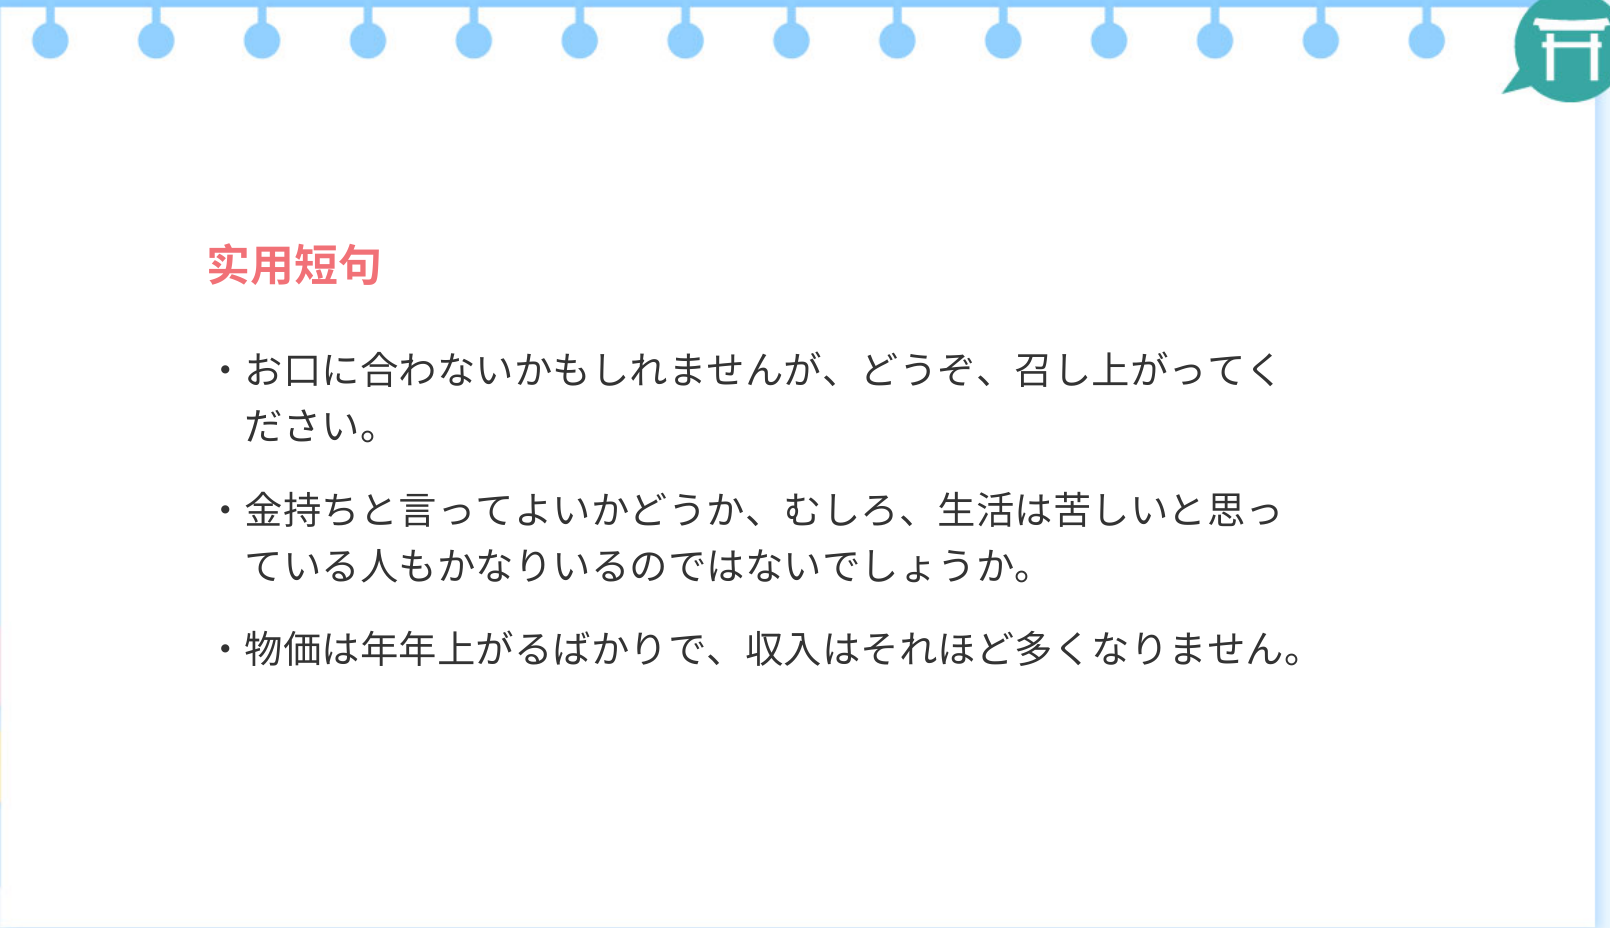 实用短句
・お口に合わないかもしれませんが、どうぞ、召し上がってく
ださい。
・金持ちと言ってよいかどうか、むしろ、生活は苦しいと思っ
ている人もかなりいるのではないでしょうか。
・物価は年年上がるばかりで、収入はそれほど多くなりません。